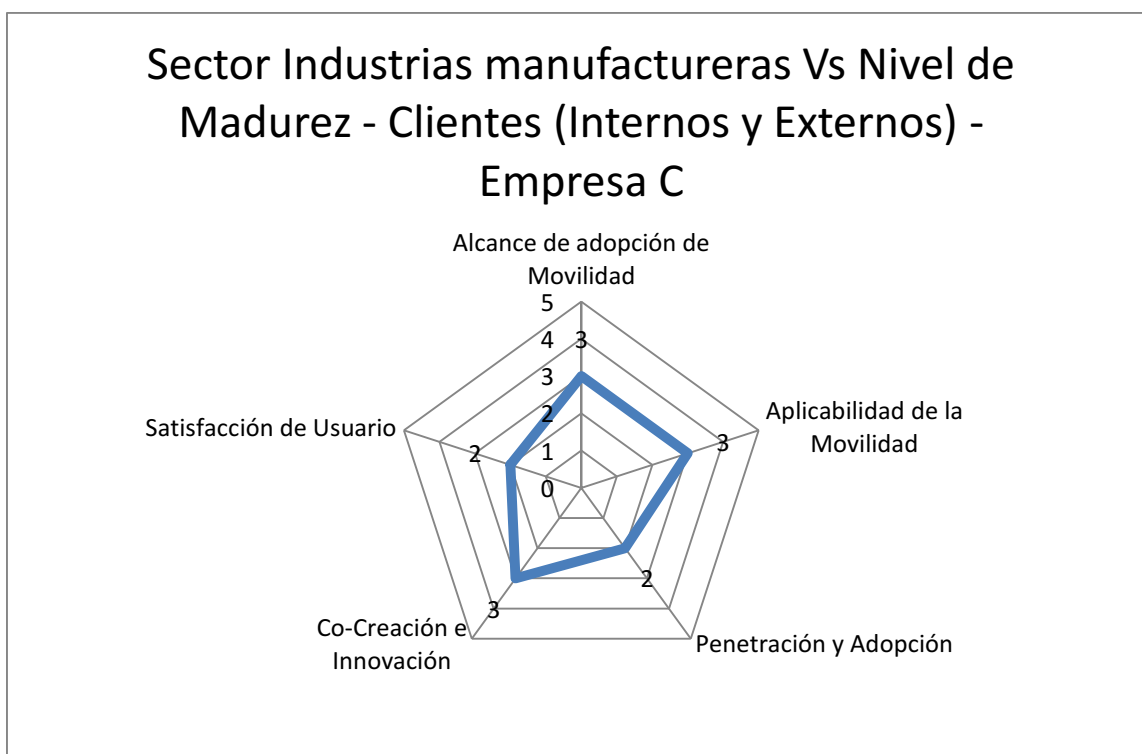 Sector Industrias manufactureras Vs Nivel de
Madurez - Clientes (Internos y Externos) -
Empresa C
Alcance de adopción de
Movilidad
5
4
3
3
2
1
0
3
Aplicabilidad de la
Movilidad
2
Penetración y Adopción
3
Co-Creación e
Innovación
2
Satisfacción de Usuario